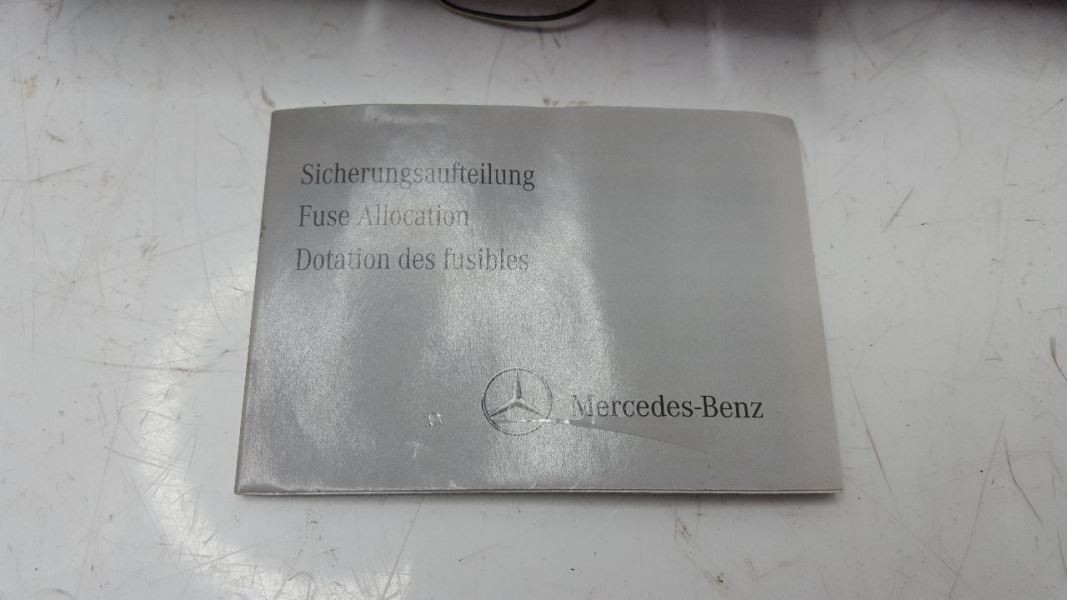 Sicherungsaufteilung
Fuse Allocation
Dotation des fusibles
Mercedes-Benz